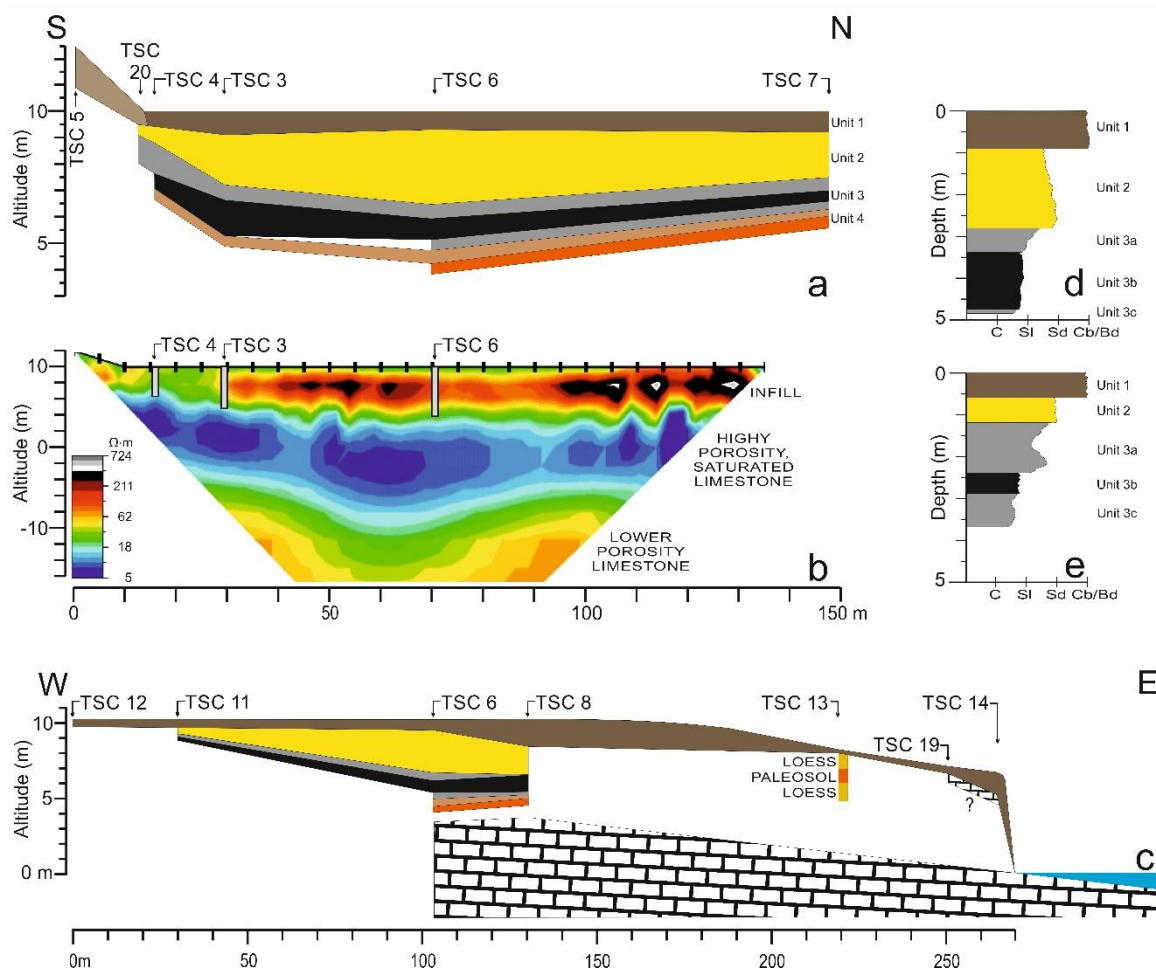 S
N
TSC
20
TSC 4
TSC 3
TSC 6
TSC 7
TSC 5
Altitude (m)
10
5
Unit 1
Unit 2
Unit 3
Unit 4
a
0
Depth (m)
5
Unit 1
Unit 2
Unit 3a
Unit 3b
Unit 3c
d
C
SI
Sd
Cb/Bd
TSC 4
TSC 3
TSC 6
Altitude (m)
10
0
-10
Ω·m
724
211
62
18
5
INFILL
HIGHY
POROSITY,
SATURATED
LIMESTONE
LOWER
POROSITY
LIMESTONE
b
0
50
100
150 m
0
Depth (m)
5
Unit 1
Unit 2
Unit 3a
Unit 3b
Unit 3c
e
C
SI
Sd
Cb/Bd
W
E
TSC 12
TSC 11
TSC 6
TSC 8
TSC 13
TSC 14
TSC 19
Altitude (m)
10
5
0 m
LOESS
PALEOSOL
LOESS
?
C
0m
50
100
150
200
250